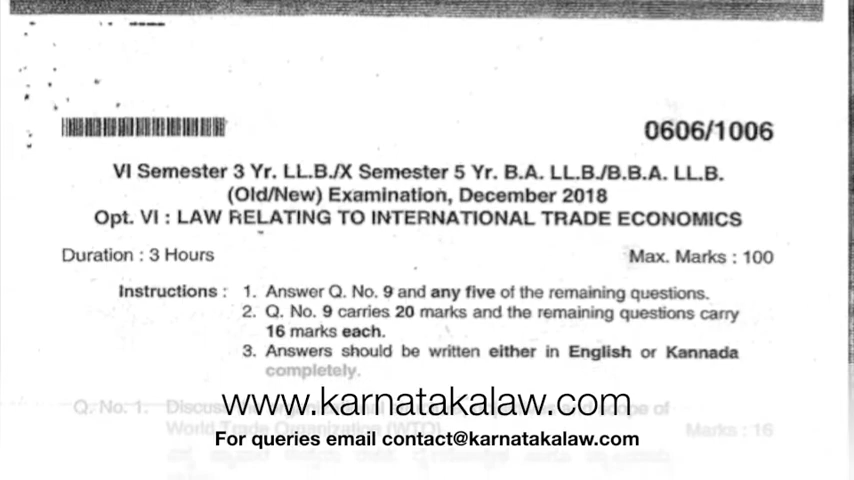 0606/1006
VI Semester 3 Yr. LL.B./X Semester 5 Yr. B.A. LL.B./B.B.A. LL.B.
(Old/New) Examination, December 2018
Opt. VI : LAW RELATING TO INTERNATIONAL TRADE ECONOMICS
Duration : 3 Hours Max. Marks : 100
Instructions : 1. Answer Q. No. 9 and any five of the remaining questions.
2. Q. No. 9 carries 20 marks and the remaining questions carry
16 marks each.
3. Answers should be written either in English or Kannada
completely.
www.karnatakalaw.com
Q. No. 1. Discuss of
World Trade Organization (WTO). Marks : 16
For queries email contact@karnatakalaw.com